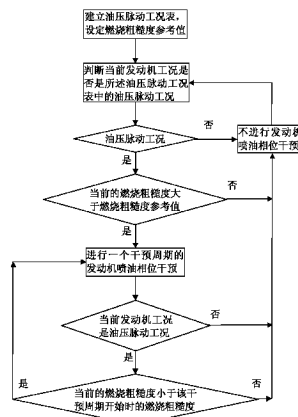 建立油压脉动工况表，
设定燃烧粗糙度参考值
判断当前发动机工况是
否是所述油压脉动工况
表中的油压脉动工况
否
不进行发动机
喷油相位干预
油压脉动工况
是
当前的燃烧粗糙度大
于燃烧粗糙度参考值
否
是
进行一个干预周期的
发动机喷油相位干预
当前发动机工况
是油压脉动工况
否
是
是
当前的燃烧粗糙度小于该干
预周期开始时的燃烧粗糙度
否